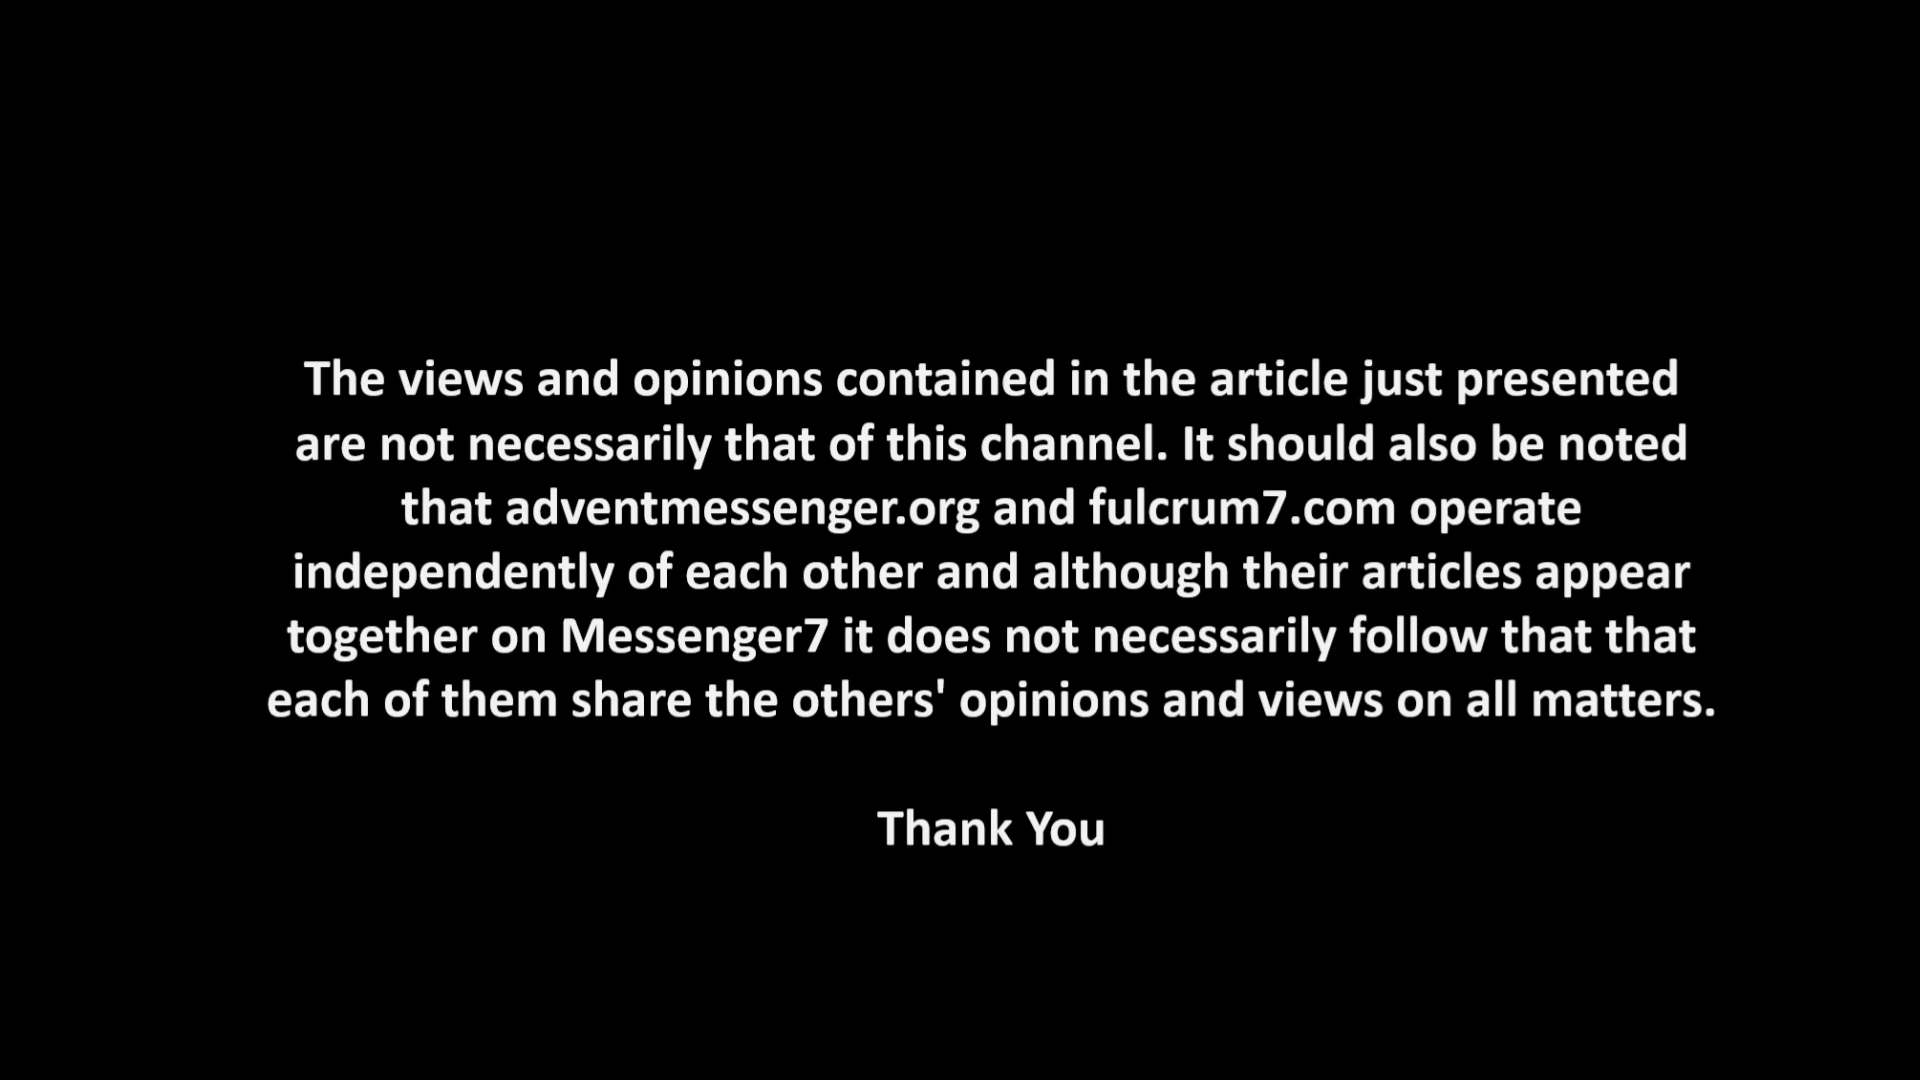 The views and opinions contained in the article just presented
are not necessarily that of this channel. It should also be noted
that adventmessenger.org and fulcrum7.com operate
independently of each other and although their articles appear
together on Messenger7 it does not necessarily follow that that
each of them share the others' opinions and views on all matters.
Thank You